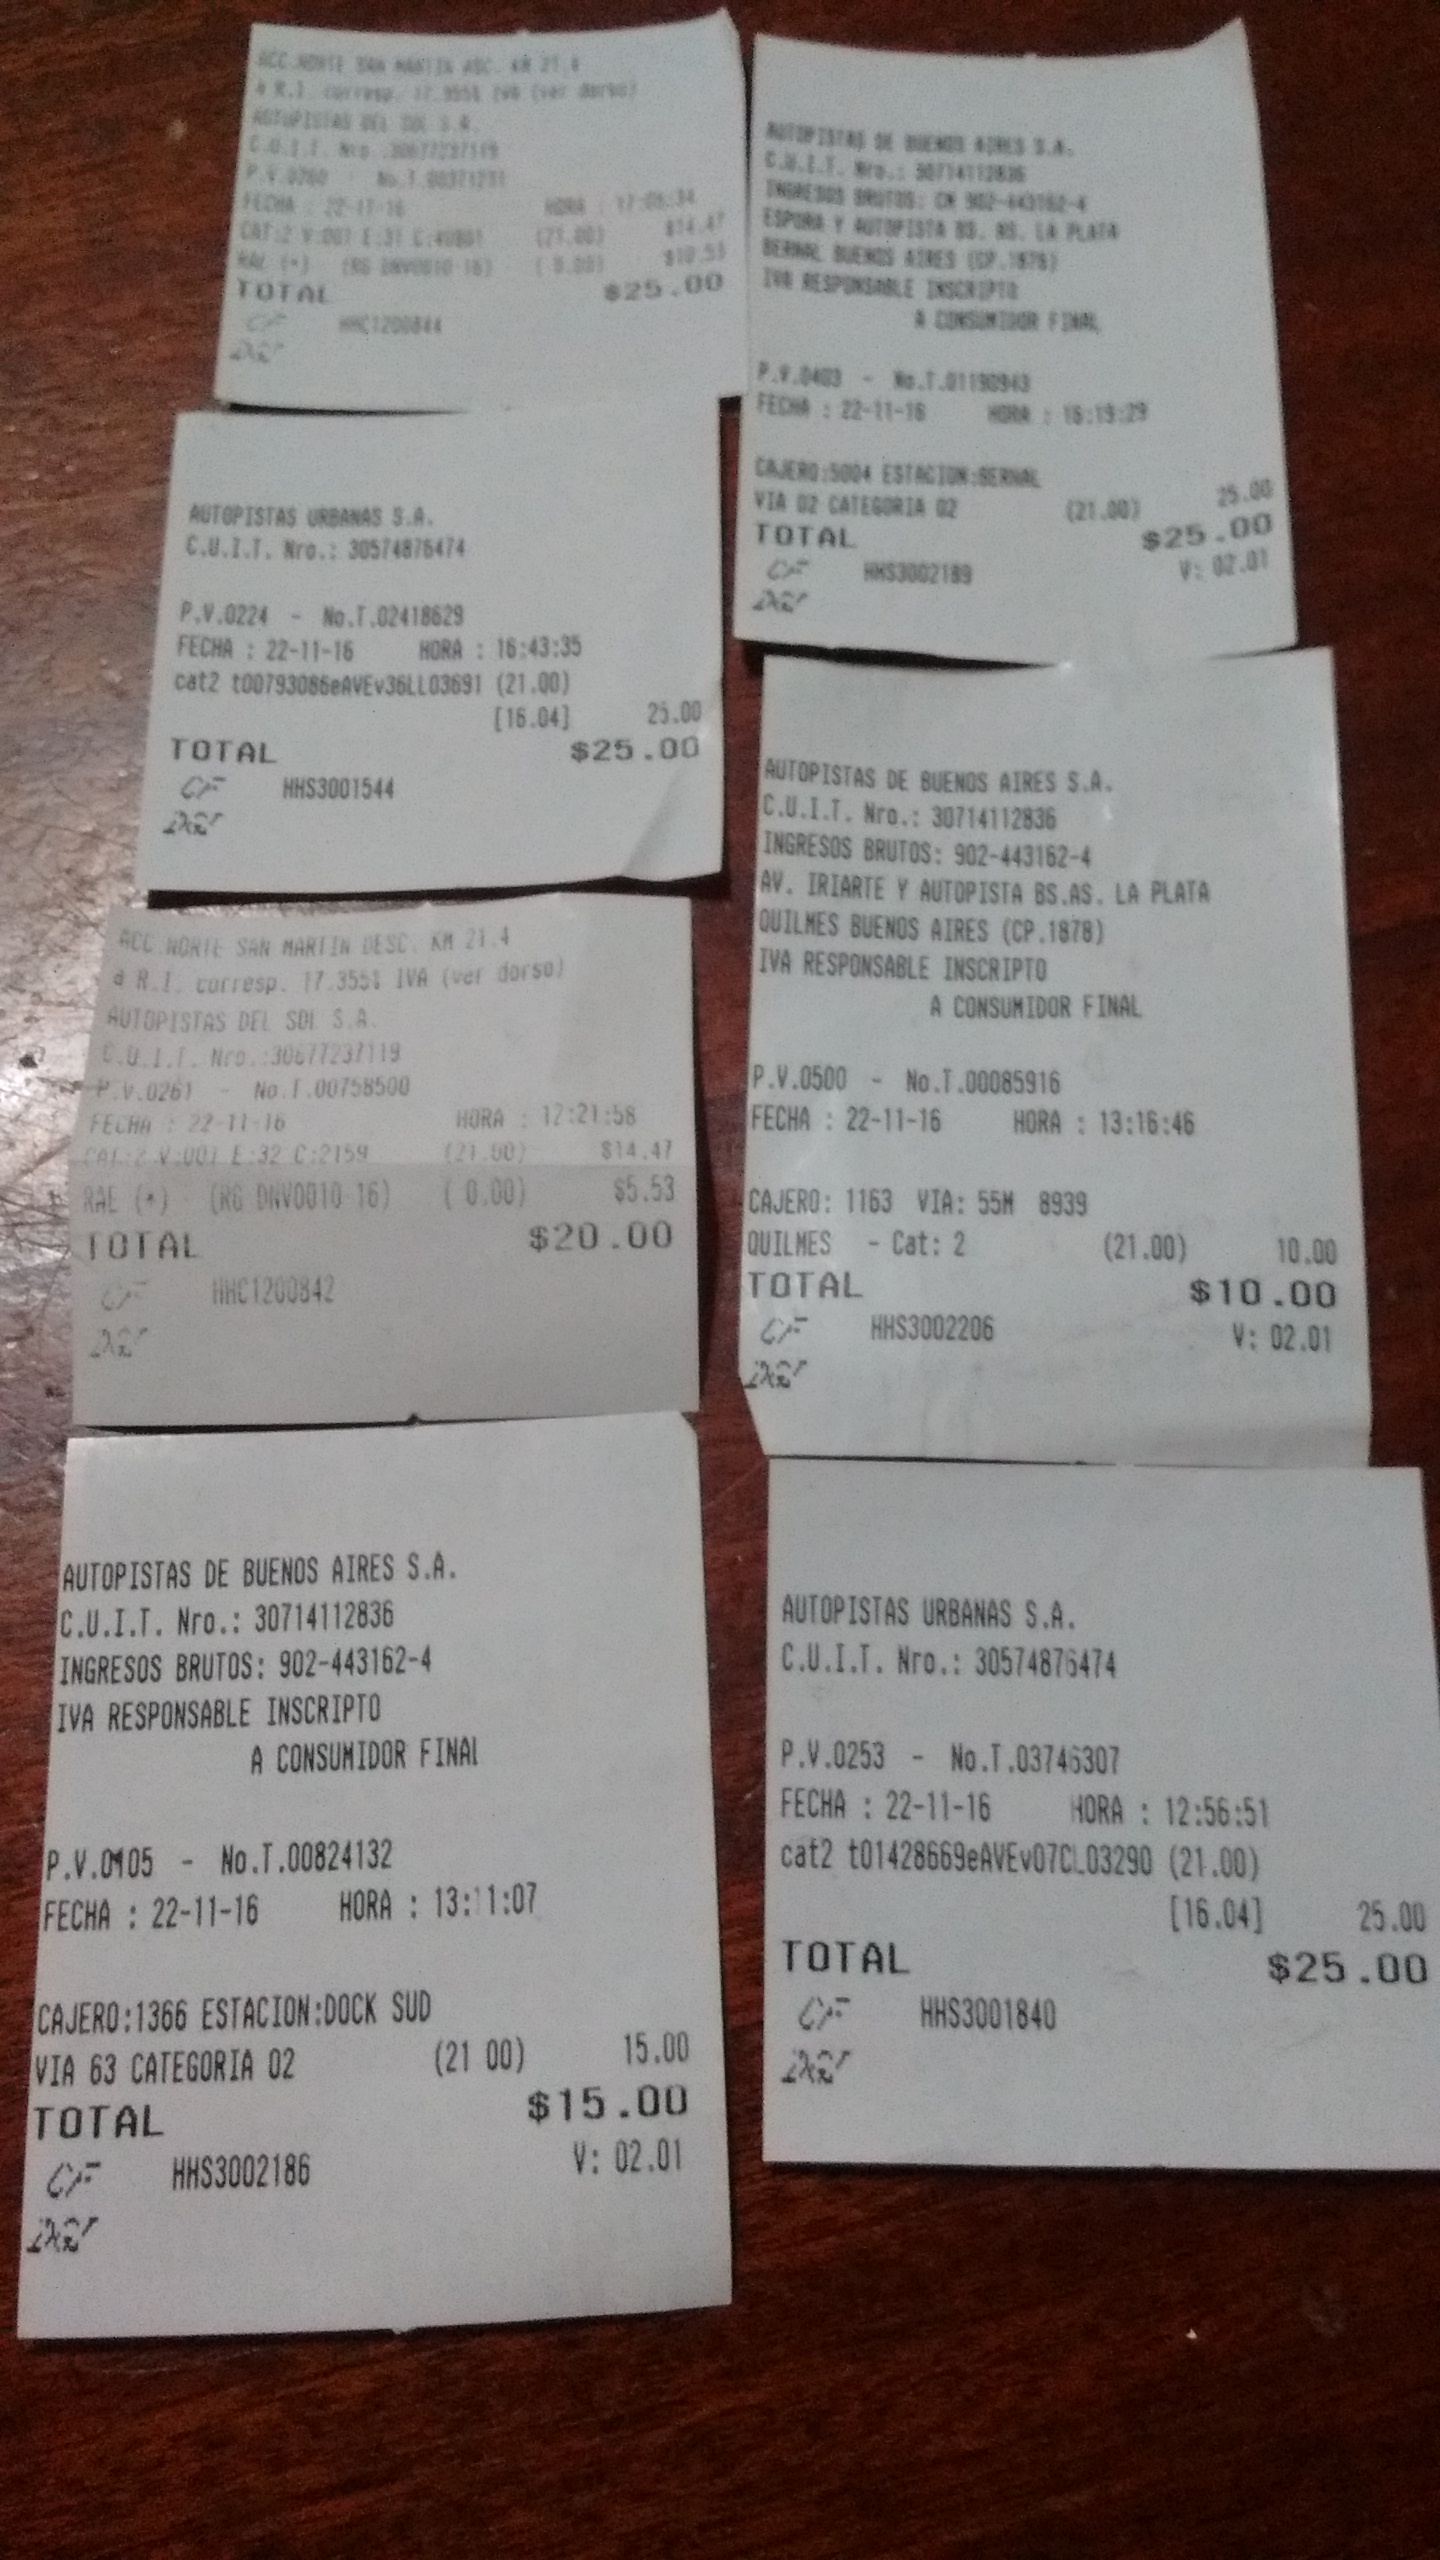 ACC.NORTE SAN MARTIN ASC. KM 21.4
a R.I. corresp. 17.355% IVA (ver dorso)
AUTOPISTAS DEL SOL S.A.
C.U.I.T. Nro.:30677237119
P.V.0260 - No.T.00371231
FECHA : 22-11-16 HORA : 17:05:34
CAT:2 V:001 E:31 (21.00) $14.47
RAE (*) (RG DNV0010-16) ( 0.00) $10.53
TOTAL $25.00
CF HHC1200844
DGI
AUTOPISTAS URBANAS S.A.
C.U.I.T. Nro.: 30574876474
P.V.0224 - No.T.02418629
FECHA : 22-11-16 HORA : 16:43:35
cat2 t00793086eAVEv36LL03691 (21.00)
[16.04] 25.00
TOTAL $25.00
CF HHS3001544
DGI
ACC.NORTE SAN MARTIN DESC. KM 21.4
a R.I. corresp. 17.355% IVA (ver dorso)
AUTOPISTAS DEL SOL S.A.
C.U.I.T. Nro.:30677237119
P.V.0261 - No.T.00758500
FECHA : 22-11-16 HORA : 12:21:58
CAT:2 V:001 E:32 C:2159 (21.00) $14.47
RAE (*) (RG DNV0010-16) ( 0.00) $5.53
TOTAL $20.00
CF HHC1200842
DGI
AUTOPISTAS DE BUENOS AIRES S.A.
C.U.I.T. Nro.: 30714112836
INGRESOS BRUTOS: 902-443162-4
IVA RESPONSABLE INSCRIPTO
A CONSUMIDOR FINAL
P.V.0105 - No.T.00824132
FECHA : 22-11-16 HORA : 13:11:07
CAJERO:1366 ESTACION:DOCK SUD
VIA 63 CATEGORIA 02 (21 00) 15.00
TOTAL $15.00
CF HHS3002186 V: 02.01
DGI
AUTOPISTAS DE BUENOS AIRES S.A.
C.U.I.T. Nro.: 30714112836
INGRESOS BRUTOS: CM 902-443162-4
ESPORA Y AUTOPISTA BS. AS. LA PLATA
BERNAL BUENOS AIRES (CP.1876)
IVA RESPONSABLE INSCRIPTO
A CONSUMIDOR FINAL
P.V.0403 - No.T.01190943
FECHA : 22-11-16 HORA : 16:19:29
CAJERO:5004 ESTACION:BERNAL
VIA 02 CATEGORIA 02 (21.00) 25.00
TOTAL $25.00
CF HHS3002189 V: 02.01
DGI
AUTOPISTAS DE BUENOS AIRES S.A.
C.U.I.T. Nro.: 30714112836
INGRESOS BRUTOS: 902-443162-4
AV. IRIARTE Y AUTOPISTA BS.AS. LA PLATA
QUILMES BUENOS AIRES (CP.1878)
IVA RESPONSABLE INSCRIPTO
A CONSUMIDOR FINAL
P.V.0500 - No.T.00085916
FECHA : 22-11-16 HORA : 13:16:46
CAJERO: 1163 VIA: 55M 8939
QUILMES - Cat: 2 (21.00) 10.00
TOTAL $10.00
CF HHS3002206 V: 02.01
DGI
AUTOPISTAS URBANAS S.A.
C.U.I.T. Nro.: 30574876474
P.V.0253 - No.T.03746307
FECHA : 22-11-16 HORA : 12:56:51
cat2 t01428669eAVEv07CL03290 (21.00)
[16.04] 25.00
TOTAL $25.00
CF HHS3001840
DGI